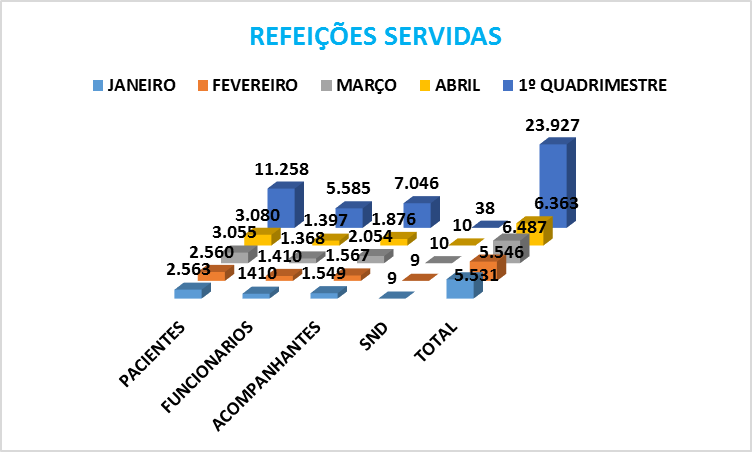 REFEIÇÕES SERVIDAS
JANEIRO FEVEREIRO MARÇO ABRIL 1º QUADRIMESTRE
23.927
11.258 5.585 7.046 38
6.363
3.080 1.397 1.876 10
6.487
3.055 1.368 2.054 10
5.546
2.560 1.410 1.567 9
5.531
2.563 1410 1.549 9
PACIENTES
FUNCIONARIOS
ACOMPANHANTES
SND
TOTAL